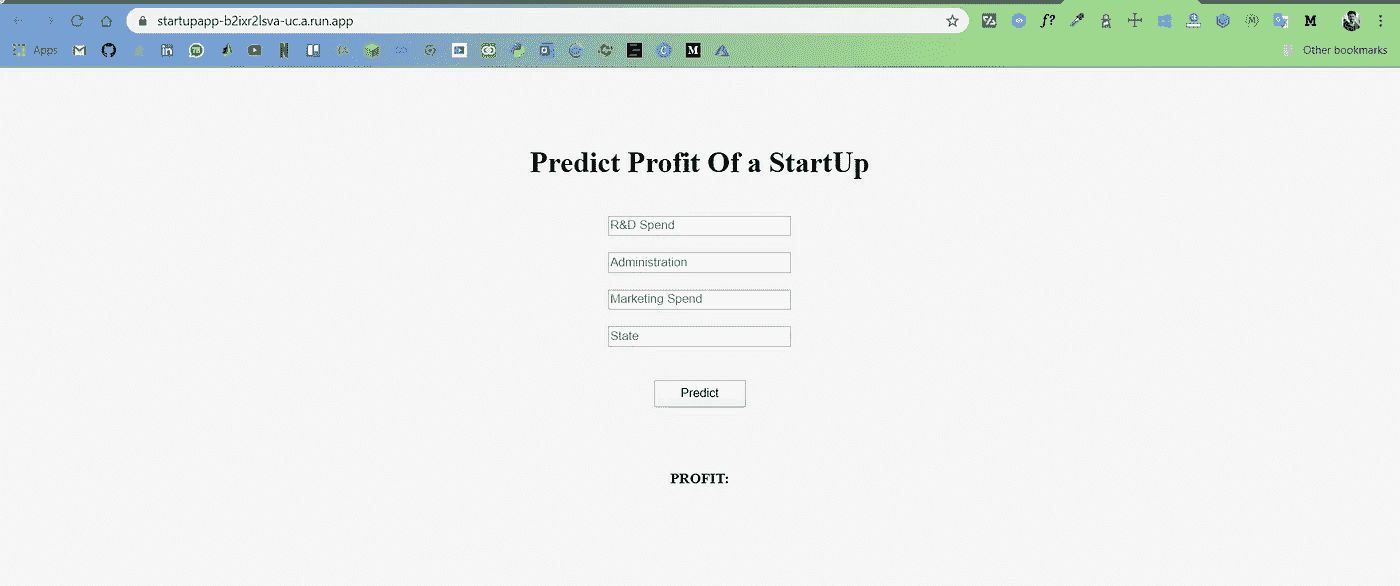 startupapp-b2ixr2lsva-uc.a.run.app
Apps
Other bookmarks
Predict Profit Of a StartUp
R&D Spend
Administration
Marketing Spend
State
Predict
PROFIT: